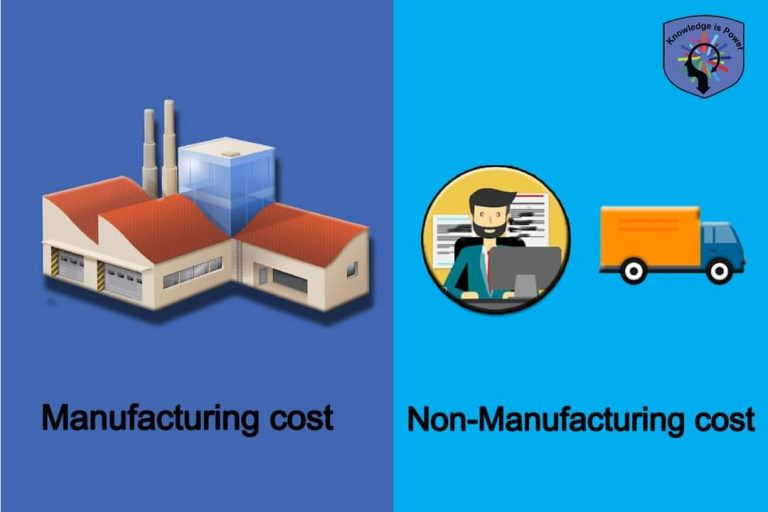 Knowledge is Power
Manufacturing cost
Non-Manufacturing cost